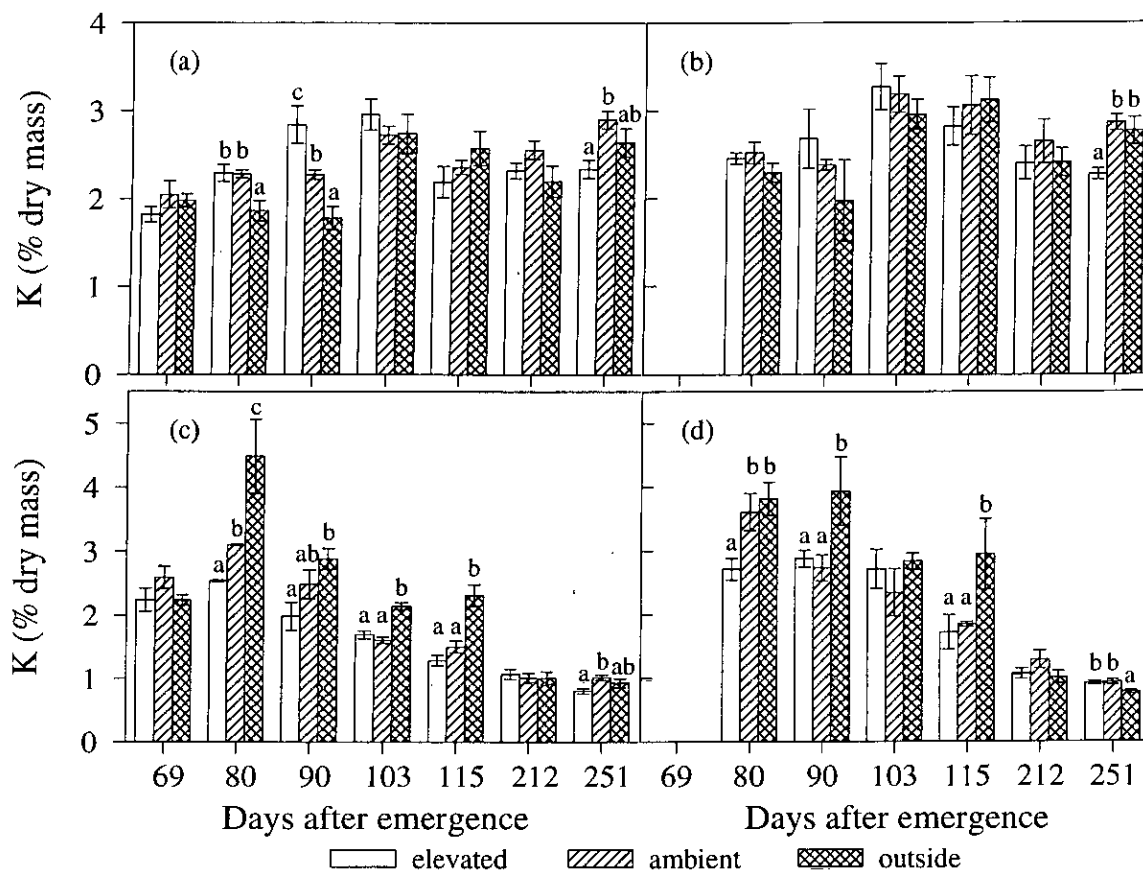 4
3
2
1
0
K (% dry mass)
(a)
b b a
c b a
a b ab
(b)
a b b
5
4
3
2
1
0
K (% dry mass)
(c)
a b c
a ab b
a a b
a a b
a b ab
(d)
a b b
a a b
a a b
b b a
69 80 90 103 115 212 251
69 80 90 103 115 212 251
Days after emergence
Days after emergence
elevated ambient outside